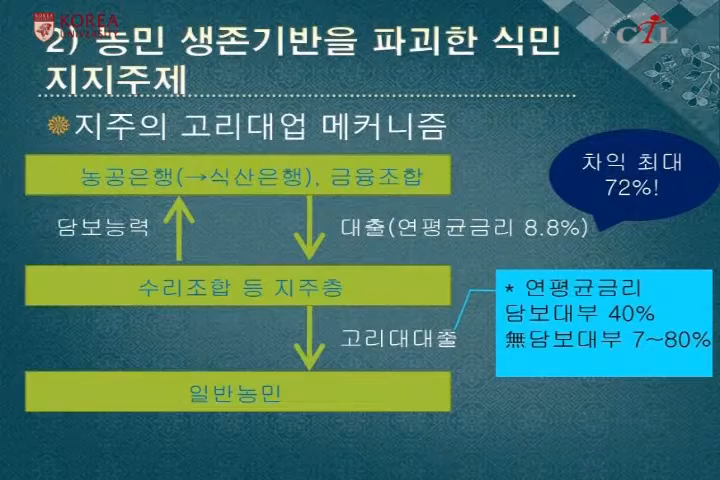 KOREA
UNIVERSITY
CTL
2) 농민 생존기반을 파괴한 식민
지지주제
지주의 고리대업 메커니즘
차익 최대
72%!
농공은행(→식산은행), 금융조합
담보능력
대출(연평균금리 8.8%)
수리조합 등 지주층
* 연평균금리
담보대부 40%
無담보대부 7~80%
고리대대출
일반농민